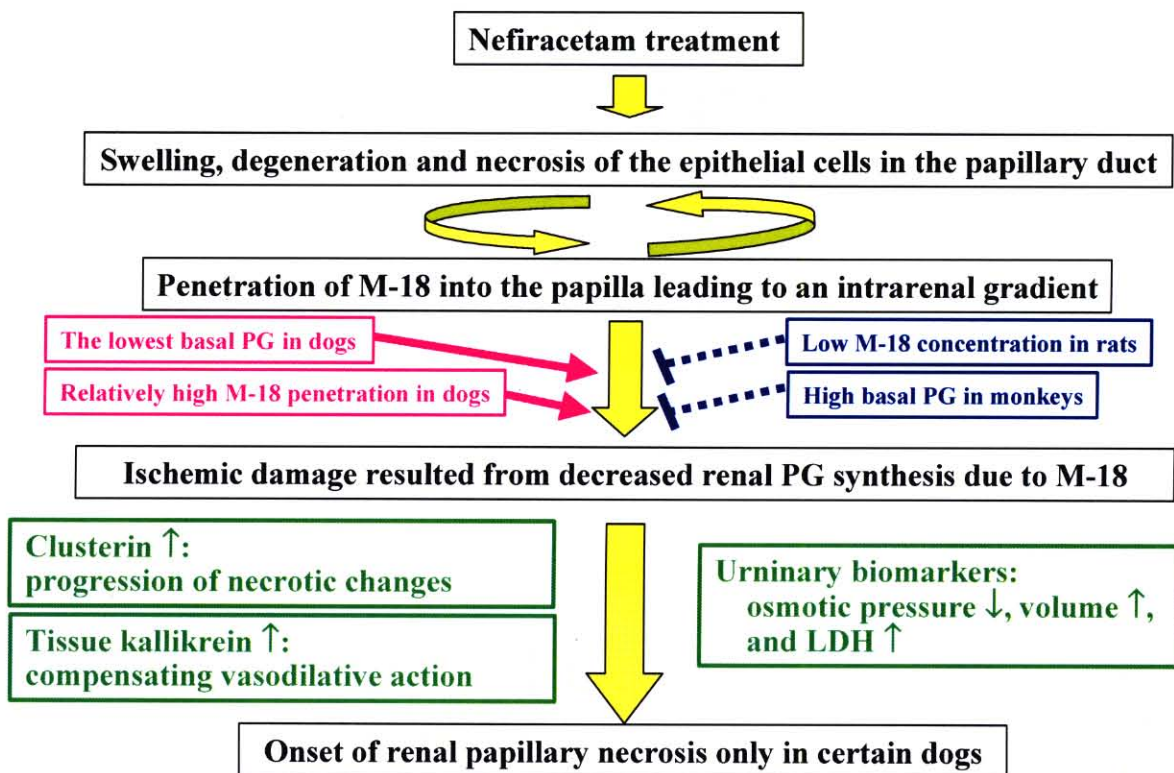 Nefiracetam treatment
Swelling, degeneration and necrosis of the epithelial cells in the papillary duct
Penetration of M-18 into the papilla leading to an intrarenal gradient
The lowest basal PG in dogs
Relatively high M-18 penetration in dogs
Low M-18 concentration in rats
High basal PG in monkeys
Ischemic damage resulted from decreased renal PG synthesis due to M-18
Clusterin ↑:
progression of necrotic changes
Tissue kallikrein ↑:
compensating vasodilative action
Urninary biomarkers:
osmotic pressure ↓, volume ↑,
and LDH ↑
Onset of renal papillary necrosis only in certain dogs